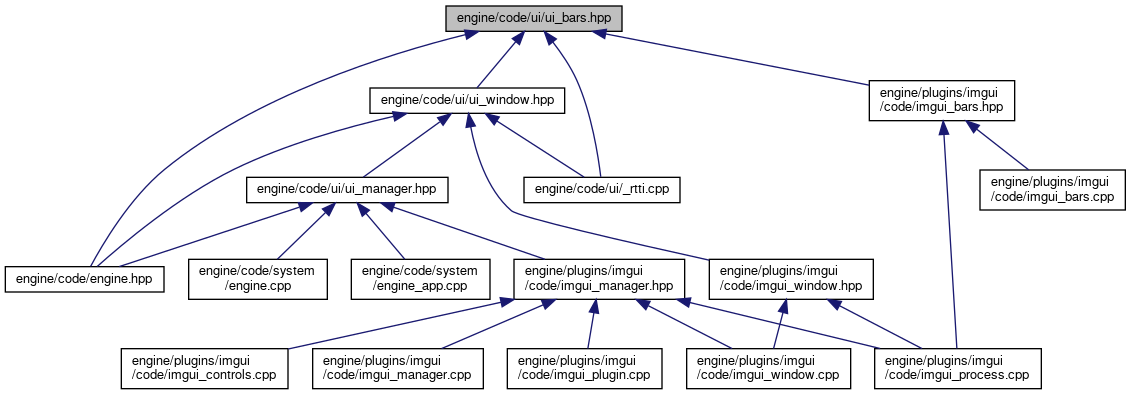 engine/code/ui/ui_bars.hpp
engine/code/ui/ui_window.hpp
engine/plugins/imgui
/code/imgui_bars.hpp
engine/code/ui/ui_manager.hpp
engine/code/ui/_rtti.cpp
engine/plugins/imgui
/code/imgui_bars.cpp
engine/code/engine.hpp
engine/code/system
/engine.cpp
engine/code/system
/engine_app.cpp
engine/plugins/imgui
/code/imgui_manager.hpp
engine/plugins/imgui
/code/imgui_window.hpp
engine/plugins/imgui
/code/imgui_controls.cpp
engine/plugins/imgui
/code/imgui_manager.cpp
engine/plugins/imgui
/code/imgui_plugin.cpp
engine/plugins/imgui
/code/imgui_window.cpp
engine/plugins/imgui
/code/imgui_process.cpp